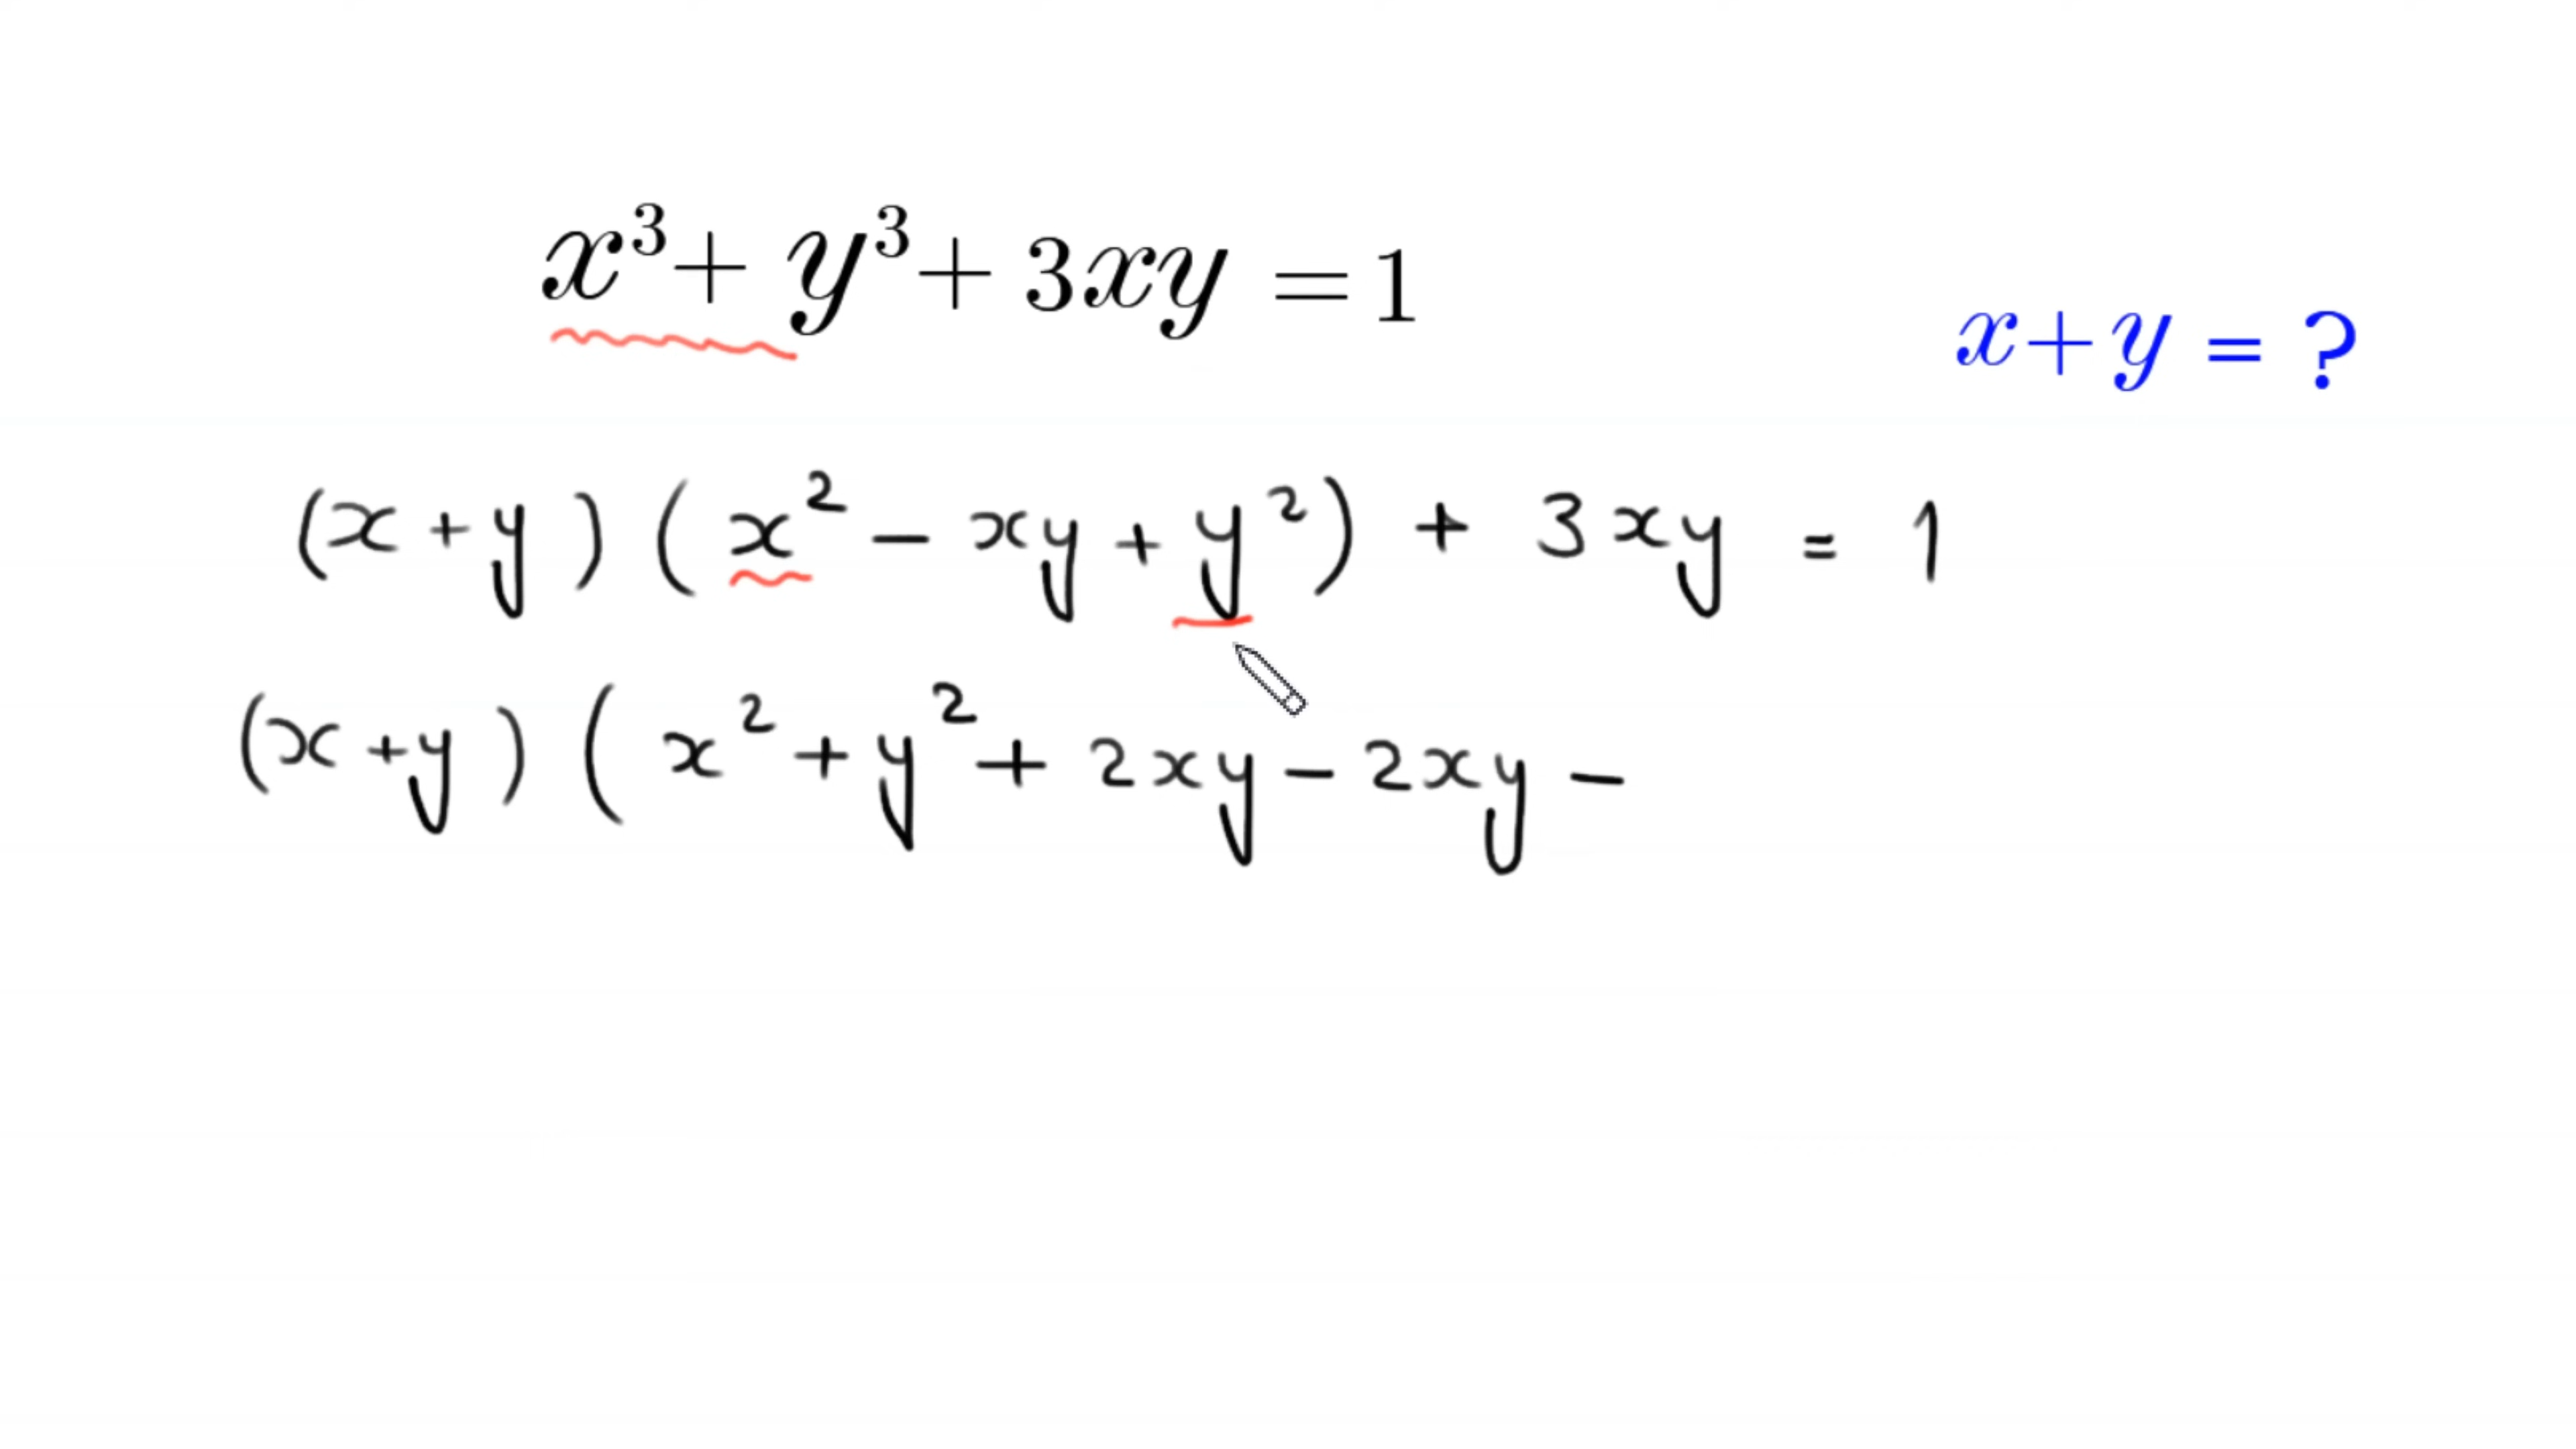 x³+ y³+ 3xy = 1
x+y = ?
(x+y)(x²-xy+y²) + 3xy = 1
(x+y)(x²+y²+2xy-2xy-